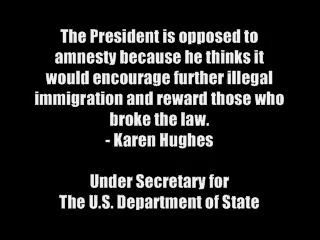 The President is opposed to
amnesty because he thinks it
would encourage further illegal
immigration and reward those who
broke the law.
- Karen Hughes
Under Secretary for
The U.S. Department of State